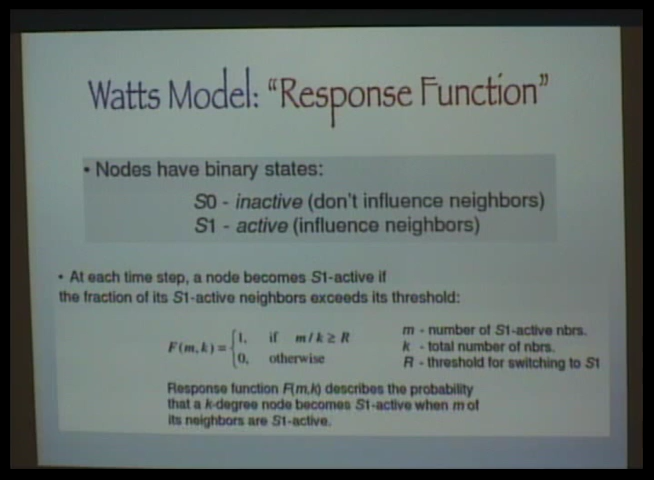 Watts Model: “Response Function”
• Nodes have binary states:
S0 - inactive (don't influence neighbors)
S1 - active (influence neighbors)
• At each time step, a node becomes S1-active if
the fraction of its S1-active neighbors exceeds its threshold:
F(m,k) = {1, if m/k ≥ R
0, otherwise
m - number of S1-active nbrs.
k - total number of nbrs.
R - threshold for switching to S1
Response function F(m,k) describes the probability
that a k-degree node becomes S1-active when m of
its neighbors are S1-active.